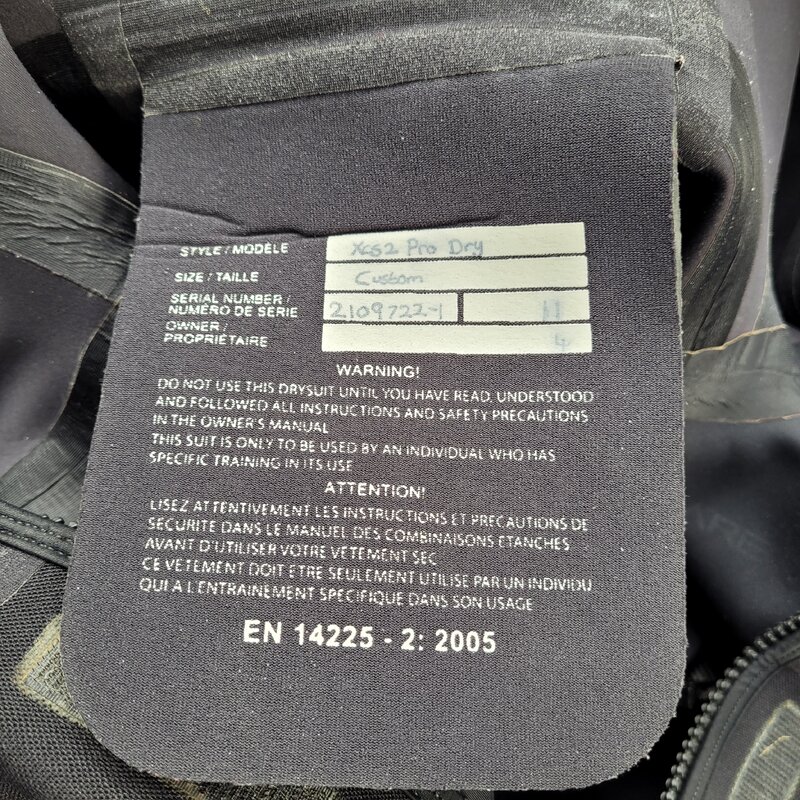 STYLE / MODÈLE XCS2 Pro Dry
SIZE / TAILLE Custom
SERIAL NUMBER / 2109722-1 11
NUMÉRO DE SÉRIE
OWNER / 4
PROPRIÉTAIRE
WARNING!
DO NOT USE THIS DRYSUIT UNTIL YOU HAVE READ, UNDERSTOOD
AND FOLLOWED ALL INSTRUCTIONS AND SAFETY PRECAUTIONS
IN THE OWNER'S MANUAL
THIS SUIT IS ONLY TO BE USED BY AN INDIVIDUAL WHO HAS
SPECIFIC TRAINING IN ITS USE
ATTENTION!
LISEZ ATTENTIVEMENT LES INSTRUCTIONS ET PRECAUTIONS DE
SECURITE DANS LE MANUEL DES COMBINAISONS ETANCHES
AVANT D'UTILISER VOTRE VETEMENT SEC
CE VETEMENT DOIT ETRE SEULEMENT UTILISE PAR UN INDIVIDU
QUI A L'ENTRAINEMENT SPECIFIQUE DANS SON USAGE
EN 14225 - 2: 2005